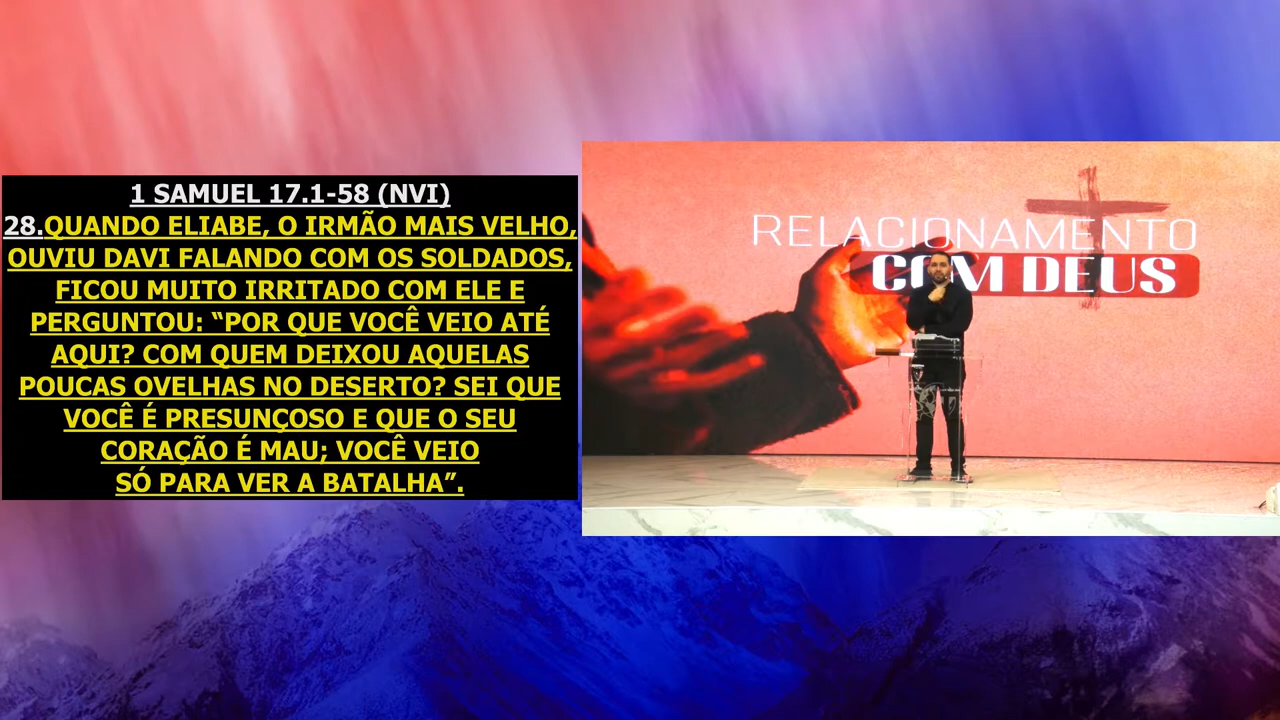 1 SAMUEL 17.1-58 (NVI)
28.QUANDO ELIABE, O IRMÃO MAIS VELHO,
OUVIU DAVI FALANDO COM OS SOLDADOS,
FICOU MUITO IRRITADO COM ELE E
PERGUNTOU: “POR QUE VOCÊ VEIO ATÉ
AQUI? COM QUEM DEIXOU AQUELAS
POUCAS OVELHAS NO DESERTO? SEI QUE
VOCÊ É PRESUNÇOSO E QUE O SEU
CORAÇÃO É MAU; VOCÊ VEIO
SÓ PARA VER A BATALHA”.
RELACIONAMENTO
COM DEUS